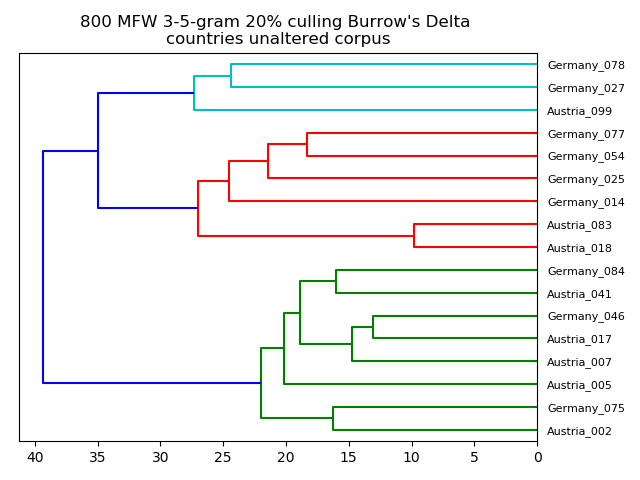 800 MFW 3-5-gram 20% culling Burrow's Delta
countries unaltered corpus
Germany_078
Germany_027
Austria_099
Germany_077
Germany_054
Germany_025
Germany_014
Austria_083
Austria_018
Germany_084
Austria_041
Germany_046
Austria_017
Austria_007
Austria_005
Germany_075
Austria_002
40 35 30 25 20 15 10 5 0